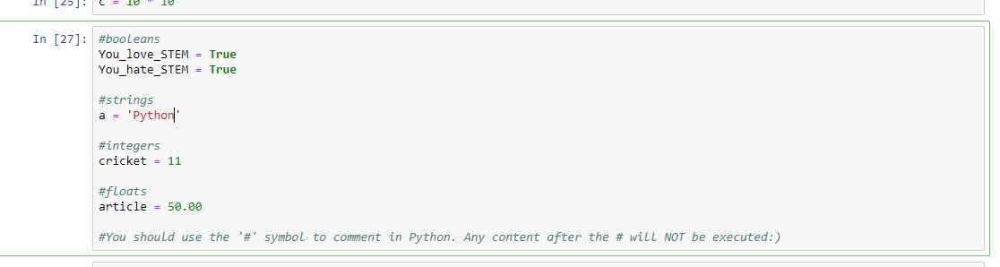 In [25]: c = 10 * 10
In [27]: #booleans
You_love_STEM = True
You_hate_STEM = True
#strings
a = 'Python'
#integers
cricket = 11
#floats
article = 50.00
#You should use the '#' symbol to comment in Python. Any content after the # will NOT be executed:)